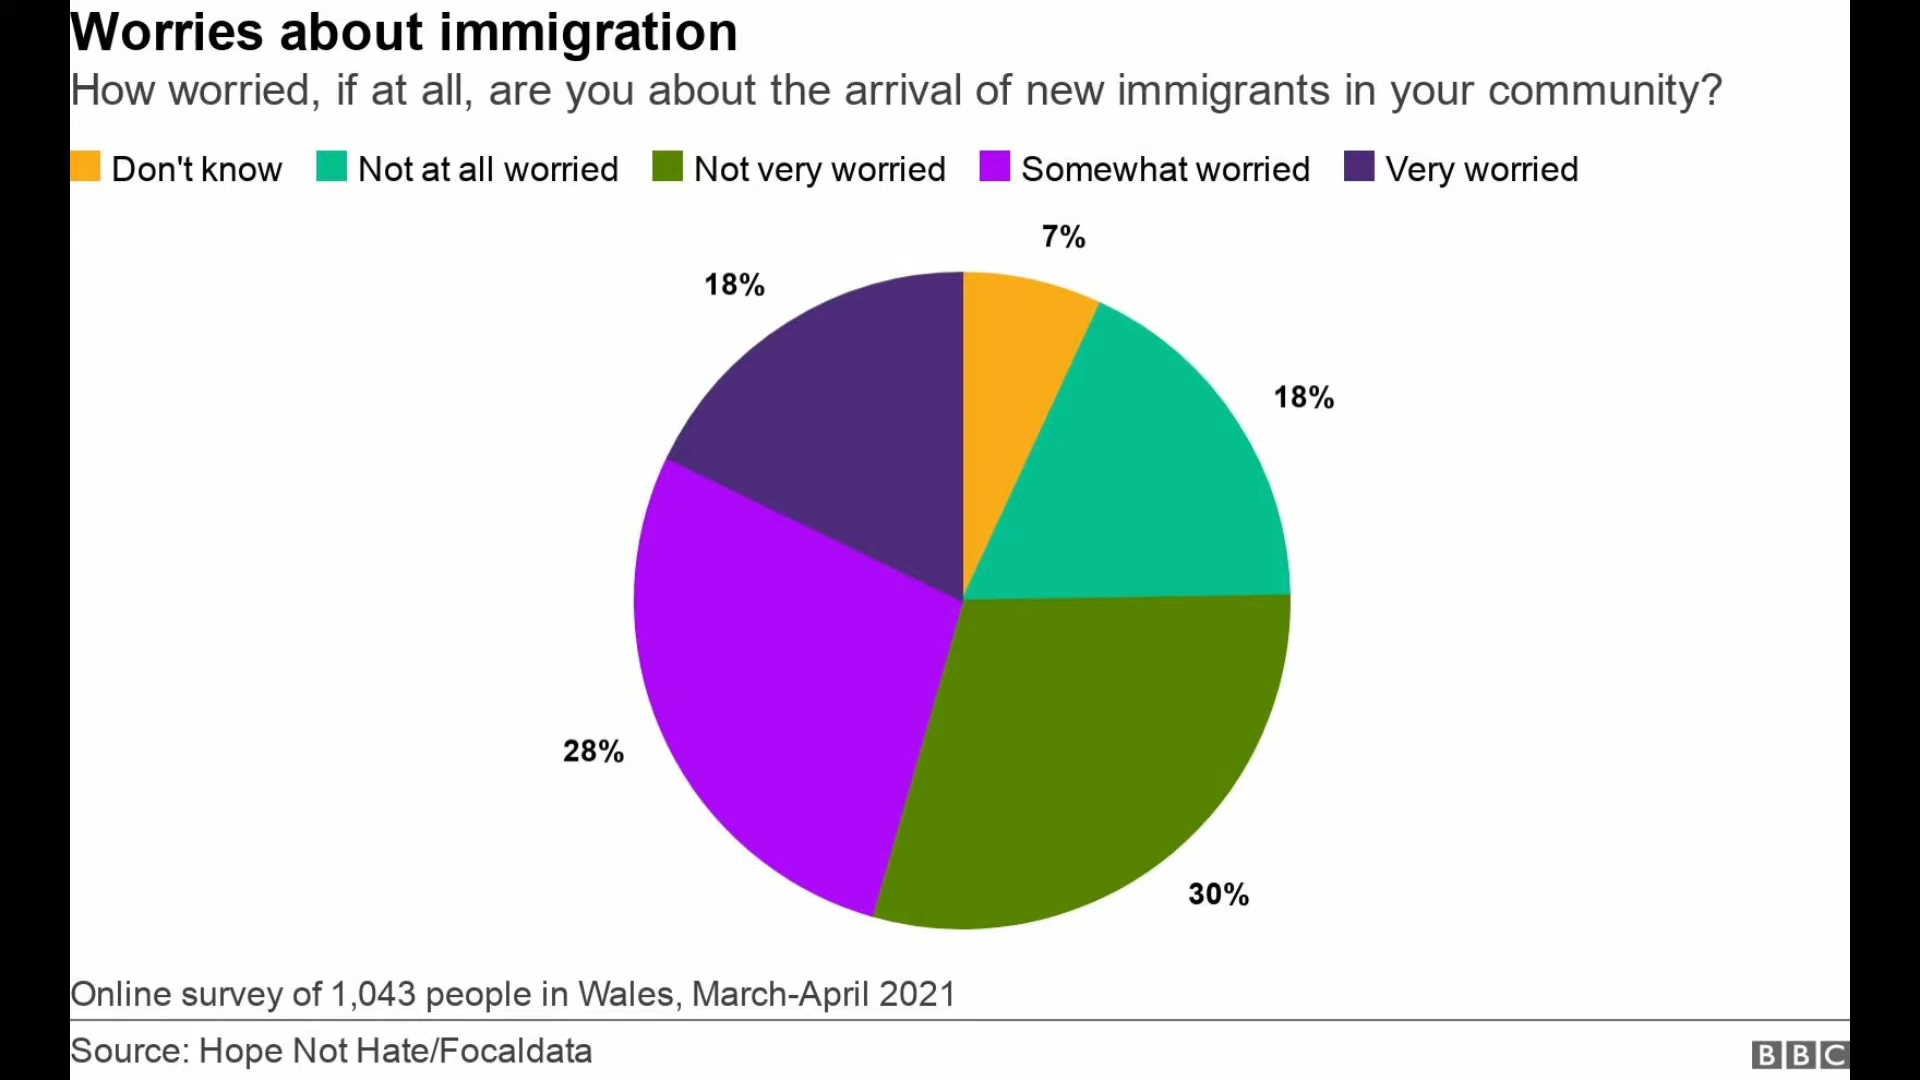 Worries about immigration
How worried, if at all, are you about the arrival of new immigrants in your community?
Don't know Not at all worried Not very worried Somewhat worried Very worried
7%
18%
18%
28%
30%
Online survey of 1,043 people in Wales, March-April 2021
Source: Hope Not Hate/Focaldata
BBC